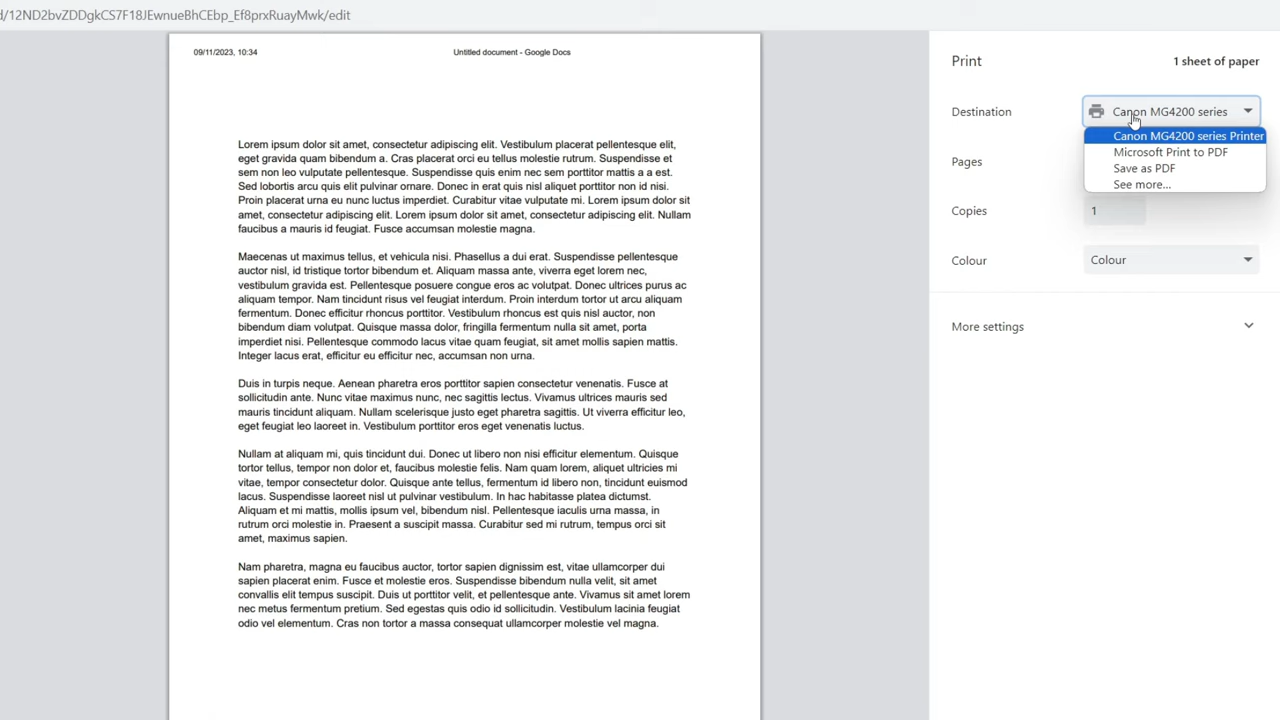 d/12ND2bvZDDgkCS7F18JEwnueBhCEbp_Ef8prxRuayMwk/edit
09/11/2023, 10:34
Untitled document - Google Docs
Lorem ipsum dolor sit amet, consectetur adipiscing elit. Vestibulum placerat pellentesque elit,
eget gravida quam bibendum a. Cras placerat orci eu tellus molestie rutrum. Suspendisse et
sem non leo vulputate pellentesque. Suspendisse quis enim nec sem porttitor mattis a a est.
Sed lobortis arcu quis elit pulvinar ornare. Donec in erat quis nisl aliquet porttitor non id nisi.
Proin placerat urna eu nunc luctus imperdiet. Curabitur vitae vulputate mi. Lorem ipsum dolor sit
amet, consectetur adipiscing elit. Lorem ipsum dolor sit amet, consectetur adipiscing elit. Nullam
faucibus a mauris id feugiat. Fusce accumsan molestie magna.
Maecenas ut maximus tellus, et vehicula nisi. Phasellus a dui erat. Suspendisse pellentesque
auctor nisl, id tristique tortor bibendum et. Aliquam massa ante, viverra eget lorem nec,
vestibulum gravida est. Pellentesque posuere congue eros ac volutpat. Donec ultrices purus ac
aliquam tempor. Nam tincidunt risus vel feugiat interdum. Proin interdum tortor ut arcu aliquam
fermentum. Donec efficitur rhoncus porttitor. Vestibulum rhoncus est quis nisl auctor, non
bibendum diam volutpat. Quisque massa dolor, fringilla fermentum nulla sit amet, porta
imperdiet nisi. Pellentesque commodo lacus vitae quam feugiat, sit amet mollis sapien mattis.
Integer lacus erat, efficitur eu efficitur nec, accumsan non urna.
Duis in turpis neque. Aenean pharetra eros porttitor sapien consectetur venenatis. Fusce at
sollicitudin ante. Nunc vitae maximus nunc, nec sagittis lectus. Vivamus ultrices mauris sed
mauris tincidunt aliquam. Nullam scelerisque justo eget pharetra sagittis. Ut viverra efficitur leo,
eget feugiat leo laoreet in. Vestibulum porttitor eros eget venenatis luctus.
Nullam at aliquam mi, quis tincidunt dui. Donec ut libero non nisi efficitur elementum. Quisque
tortor tellus, tempor non dolor et, faucibus molestie felis. Nam quam lorem, aliquet ultricies mi
vitae, tempor consectetur dolor. Quisque ante tellus, fermentum id libero non, tincidunt euismod
lacus. Suspendisse laoreet nisl ut pulvinar vestibulum. In hac habitasse platea dictumst.
Aliquam et mi mattis, mollis ipsum vel, bibendum nisl. Pellentesque iaculis urna massa, in
rutrum orci molestie in. Praesent a suscipit massa. Curabitur sed mi rutrum, tempus orci sit
amet, maximus sapien.
Nam pharetra, magna eu faucibus auctor, tortor sapien dignissim est, vitae ullamcorper dui
sapien placerat enim. Fusce et molestie eros. Suspendisse bibendum nulla velit, sit amet
convallis elit tempus suscipit. Duis ut porttitor velit, et pellentesque ante. Vivamus sit amet lorem
nec metus fermentum pretium. Sed egestas quis odio id sollicitudin. Vestibulum lacinia feugiat
odio vel elementum. Cras non tortor a massa consequat ullamcorper molestie vel magna.
Print
1 sheet of paper
Destination
Canon MG4200 series
Canon MG4200 series Printer
Microsoft Print to PDF
Save as PDF
See more...
Pages
Copies
1
Colour
Colour
More settings